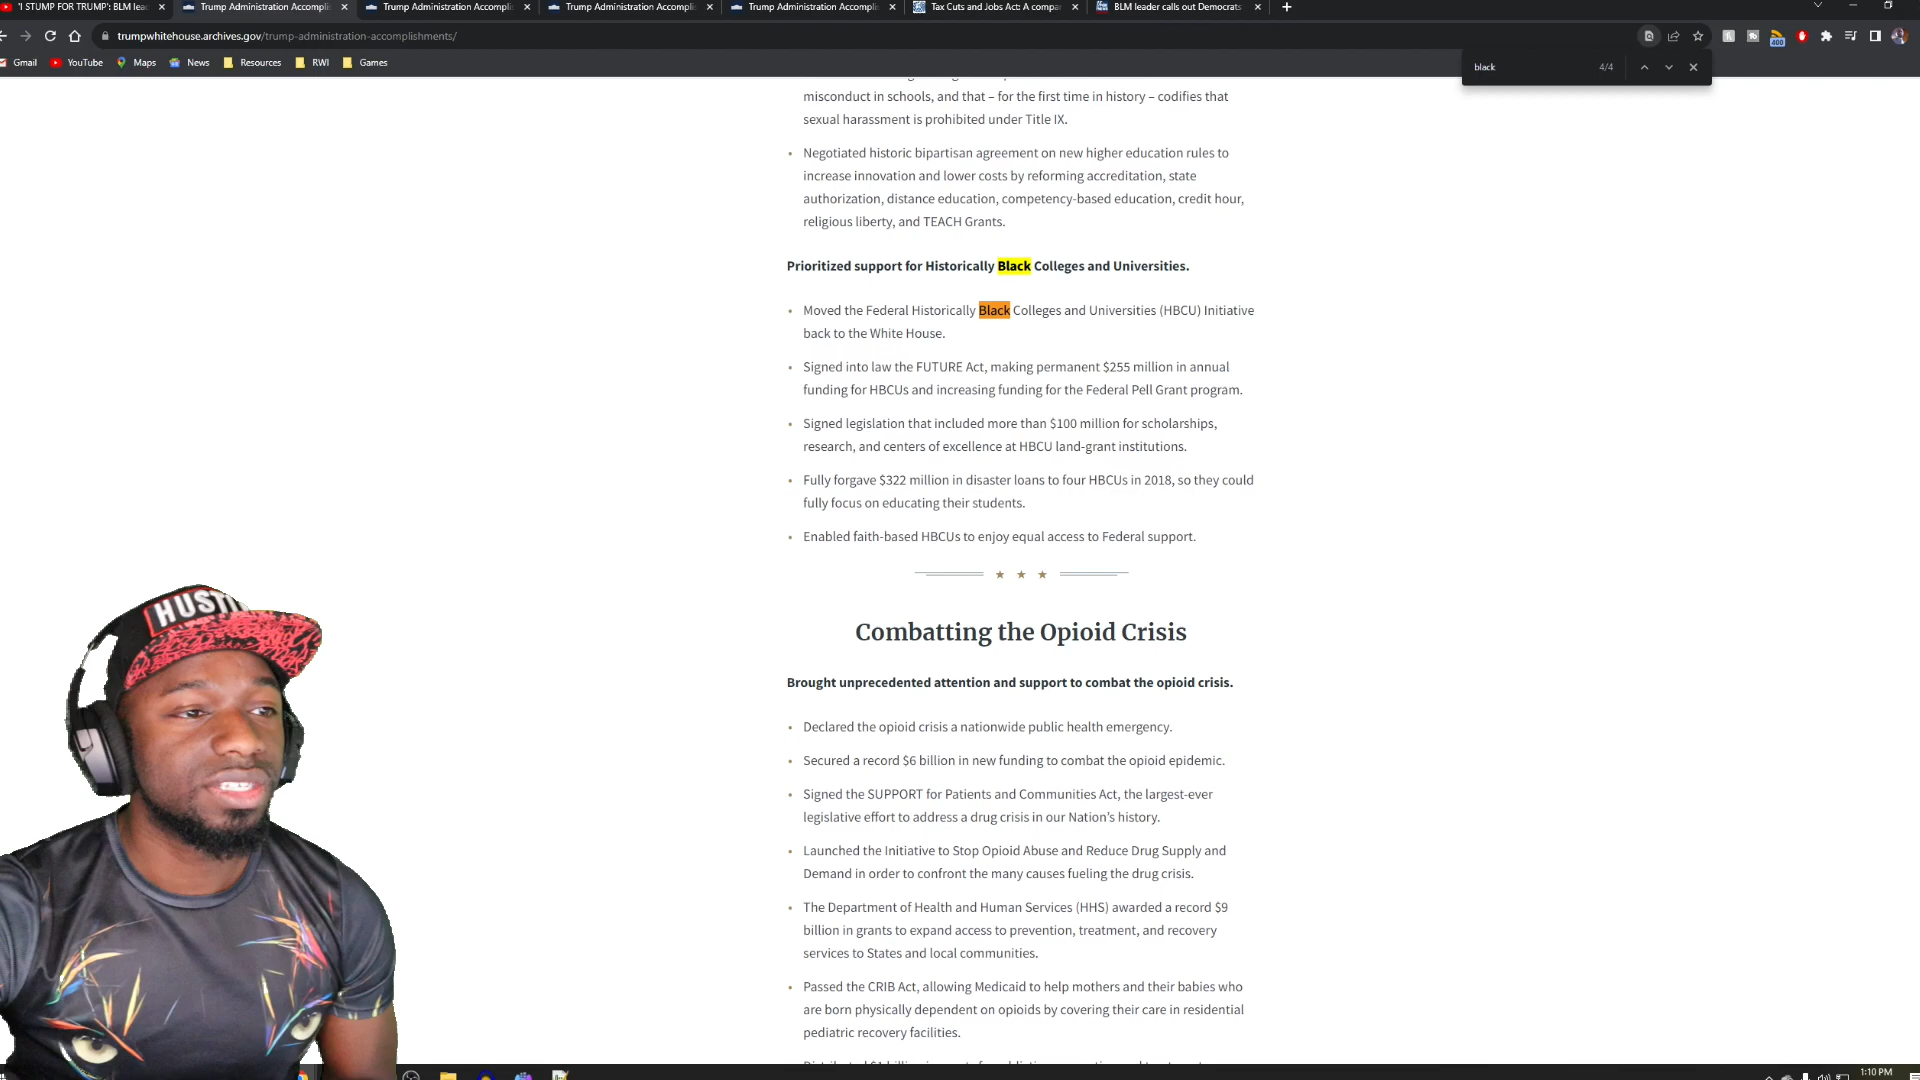 'I STUMP FOR TRUMP': BLM lea
Trump Administration Accompli
Trump Administration Accompli
Trump Administration Accompli
Trump Administration Accompli
Tax Cuts and Jobs Act: A compa
BLM leader calls out Democrats
trumpwhitehouse.archives.gov/trump-administration-accomplishments/
400
Gmail
YouTube
Maps
News
Resources
RWI
Games
black
4/4
misconduct in schools, and that – for the first time in history – codifies that
sexual harassment is prohibited under Title IX.
• Negotiated historic bipartisan agreement on new higher education rules to
increase innovation and lower costs by reforming accreditation, state
authorization, distance education, competency-based education, credit hour,
religious liberty, and TEACH Grants.
Prioritized support for Historically Black Colleges and Universities.
• Moved the Federal Historically Black Colleges and Universities (HBCU) Initiative
back to the White House.
• Signed into law the FUTURE Act, making permanent $255 million in annual
funding for HBCUs and increasing funding for the Federal Pell Grant program.
• Signed legislation that included more than $100 million for scholarships,
research, and centers of excellence at HBCU land-grant institutions.
• Fully forgave $322 million in disaster loans to four HBCUs in 2018, so they could
fully focus on educating their students.
• Enabled faith-based HBCUs to enjoy equal access to Federal support.
Combatting the Opioid Crisis
Brought unprecedented attention and support to combat the opioid crisis.
• Declared the opioid crisis a nationwide public health emergency.
• Secured a record $6 billion in new funding to combat the opioid epidemic.
• Signed the SUPPORT for Patients and Communities Act, the largest-ever
legislative effort to address a drug crisis in our Nation's history.
• Launched the Initiative to Stop Opioid Abuse and Reduce Drug Supply and
Demand in order to confront the many causes fueling the drug crisis.
• The Department of Health and Human Services (HHS) awarded a record $9
billion in grants to expand access to prevention, treatment, and recovery
services to States and local communities.
• Passed the CRIB Act, allowing Medicaid to help mothers and their babies who
are born physically dependent on opioids by covering their care in residential
pediatric recovery facilities.
HUSTL
1:10 PM